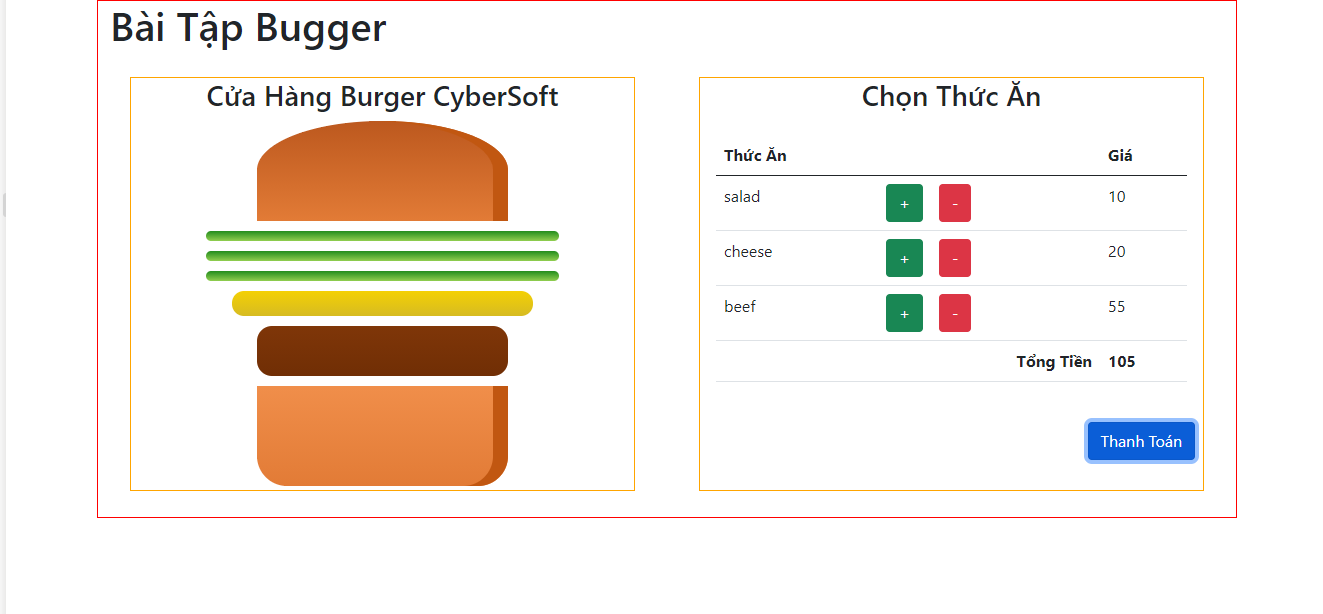 Bài Tập Bugger
Cửa Hàng Burger CyberSoft
Chọn Thức Ăn
Thức Ăn Giá
salad + - 10
cheese + - 20
beef + - 55
Tổng Tiền 105
Thanh Toán